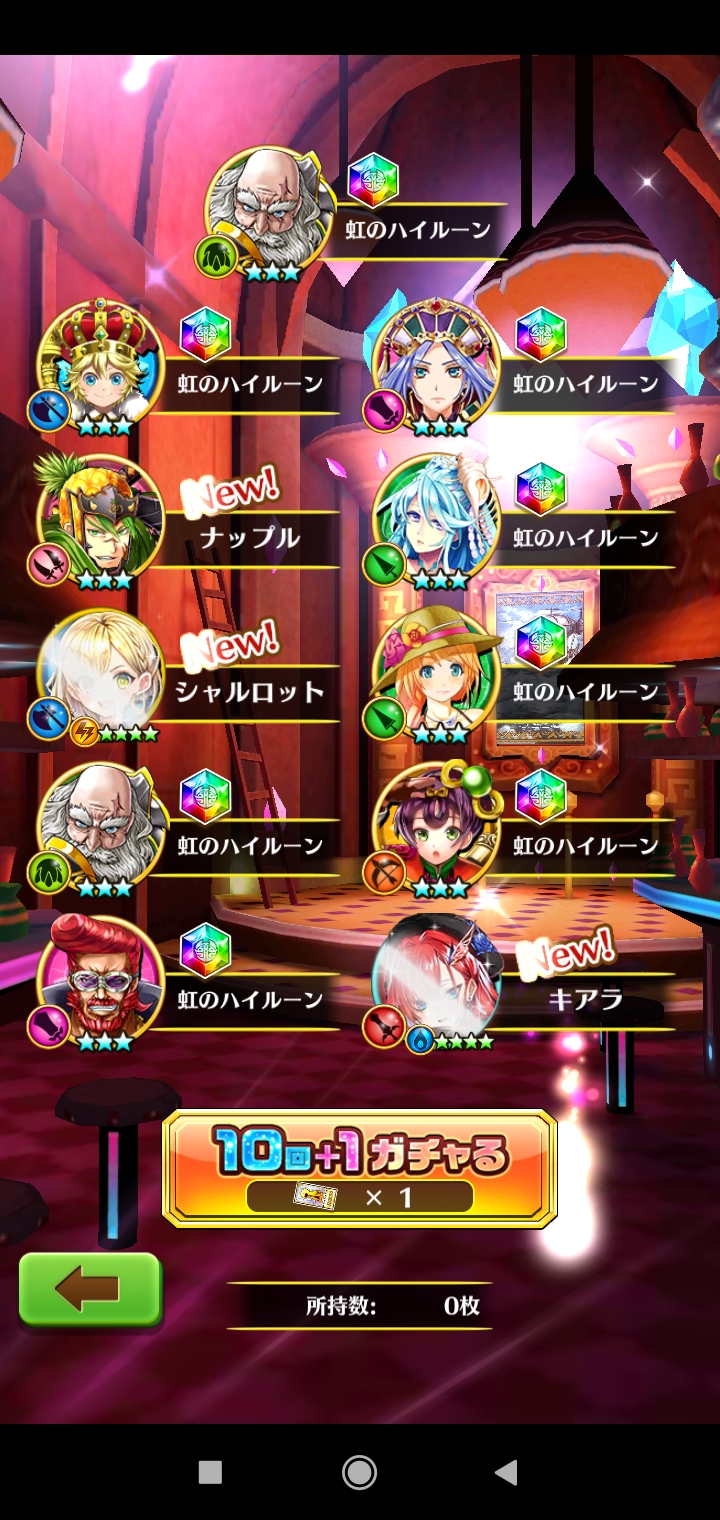 虹のハイルーン
虹のハイルーン
虹のハイルーン
New!
ナップル
虹のハイルーン
New!
シャルロット
虹のハイルーン
虹のハイルーン
虹のハイルーン
虹のハイルーン
New!
キアラ
10回+1ガチャる
× 1
所持数: 0枚